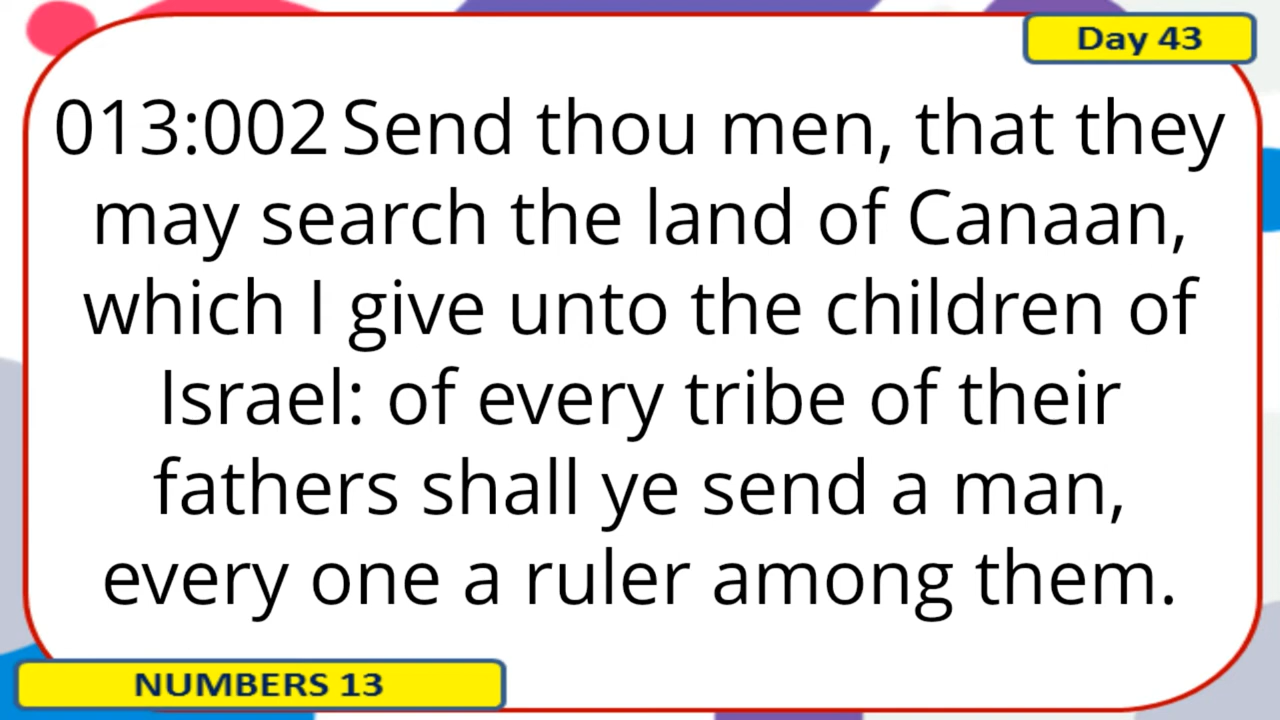 Day 43
013:002 Send thou men, that they
may search the land of Canaan,
which I give unto the children of
Israel: of every tribe of their
fathers shall ye send a man,
every one a ruler among them.
NUMBERS 13